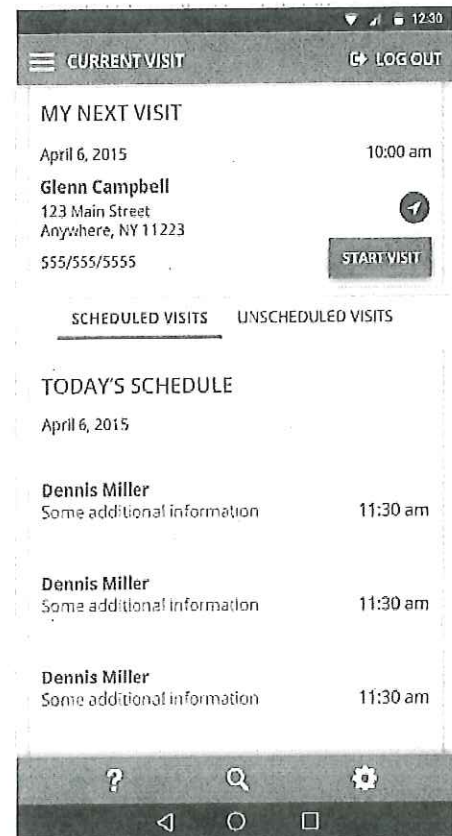 12:30
CURRENT VISIT LOG OUT
MY NEXT VISIT
April 6, 2015 10:00 am
Glenn Campbell
123 Main Street
Anywhere, NY 11223
555/555/5555 START VISIT
SCHEDULED VISITS UNSCHEDULED VISITS
TODAY'S SCHEDULE
April 6, 2015
Dennis Miller
Some additional information 11:30 am
Dennis Miller
Some additional information 11:30 am
Dennis Miller
Some additional information 11:30 am
?